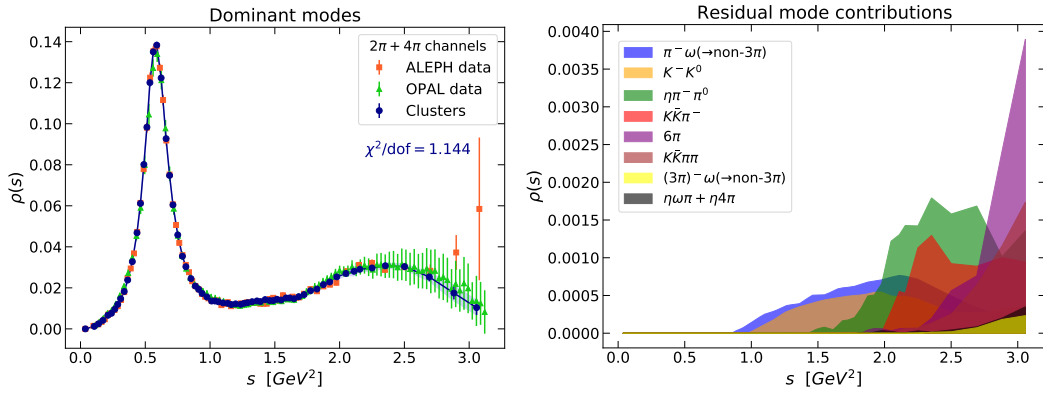 Dominant modes
0.14
0.12
0.10
0.08
0.06
0.04
0.02
0.00
ρ(s)
2π + 4π channels
ALEPH data
OPAL data
Clusters
χ²/dof = 1.144
0.0 0.5 1.0 1.5 2.0 2.5 3.0
s [GeV²]
Residual mode contributions
0.0040
0.0035
0.0030
0.0025
0.0020
0.0015
0.0010
0.0005
0.0000
ρ(s)
π⁻ω(→non-3π)
K⁻K⁰
ηπ⁻π⁰
KK̄π⁻
6π
KK̄ππ
(3π)⁻ω(→non-3π)
ηωπ + η4π
0.0 0.5 1.0 1.5 2.0 2.5 3.0
s [GeV²]